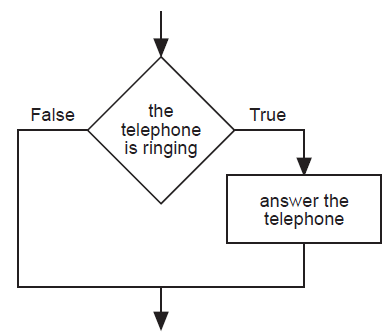 False
the
telephone
is ringing
True
answer the
telephone